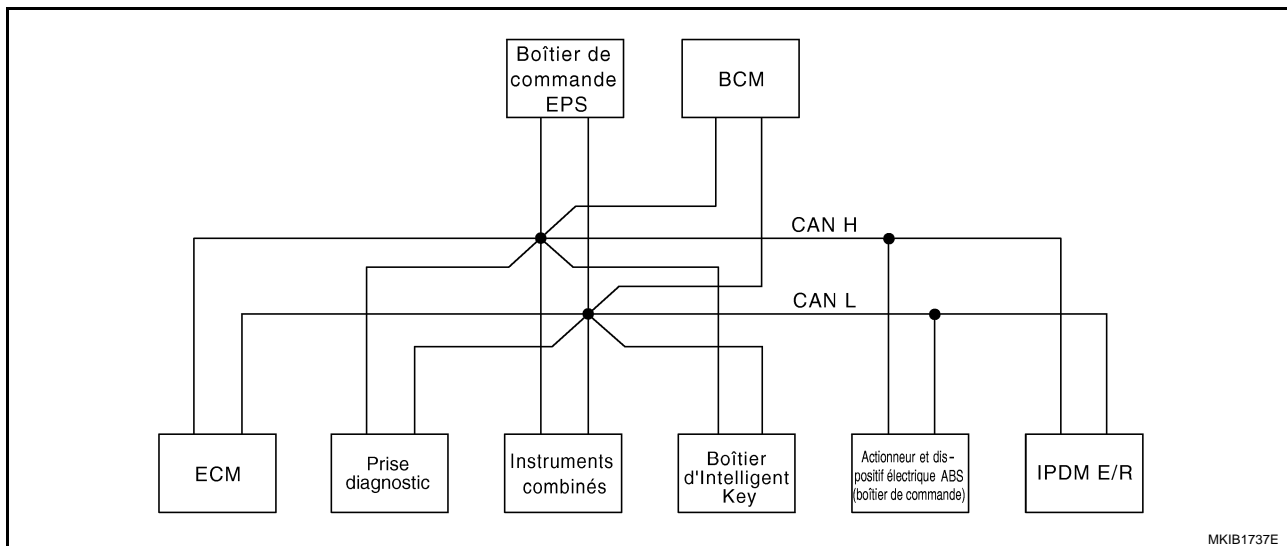 Boîtier de
commande
EPS
BCM
CAN H
CAN L
ECM
Prise
diagnostic
Instruments
combinés
Boîtier
d'Intelligent
Key
Actionneur et dis-
positif électrique ABS
(boîtier de commande)
IPDM E/R
MKIB1737E